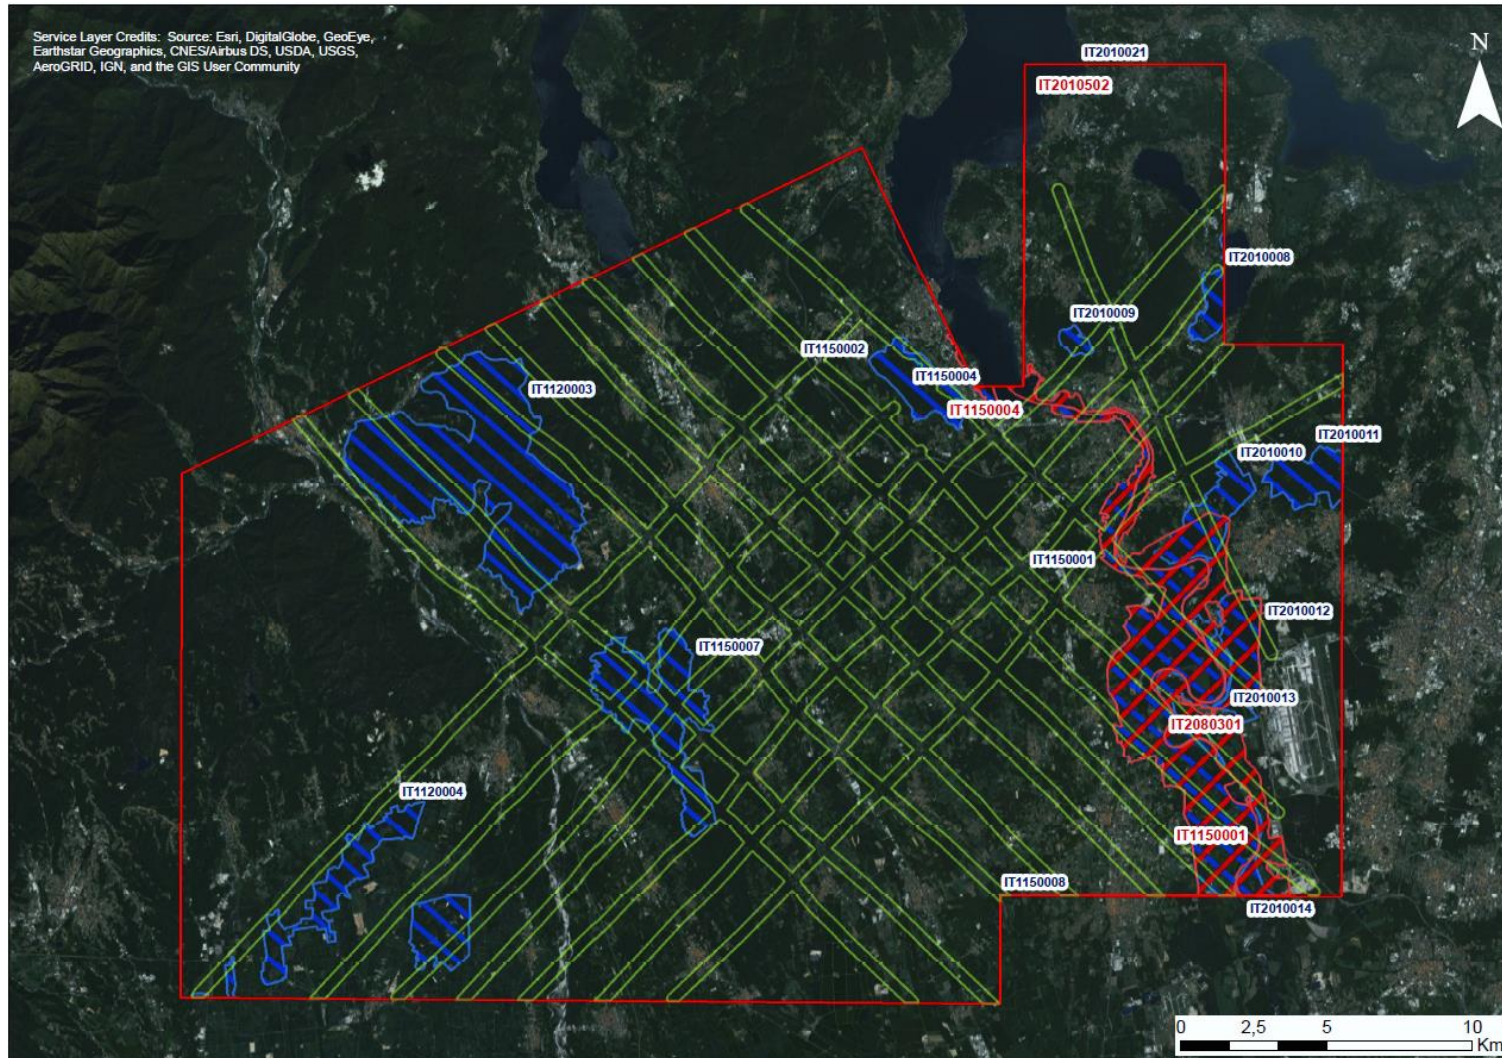 Service Layer Credits: Source: Esri, DigitalGlobe, GeoEye,
Earthstar Geographics, CNES/Airbus DS, USDA, USGS,
AeroGRID, IGN, and the GIS User Community
N
IT2010021
IT2010502
IT2010008
IT2010009
IT1150002
IT1150004
IT1120003
IT1150004
IT2010011
IT2010010
IT1150001
IT2010012
IT1150007
IT2010013
IT2080301
IT1120004
IT1150001
IT1150008
IT2010014
0 2,5 5 10
Km